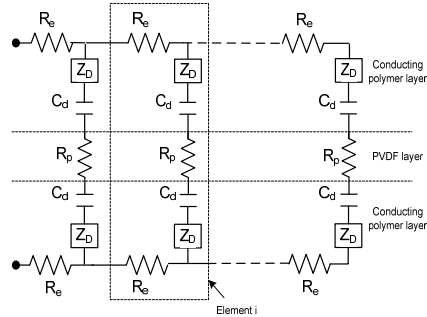 Re Re Re
ZD ZD ZD
Conducting
polymer layer
Cd Cd Cd
Rp Rp Rp
PVDF layer
Cd Cd Cd
Conducting
polymer layer
ZD ZD ZD
Re Re Re
Element i